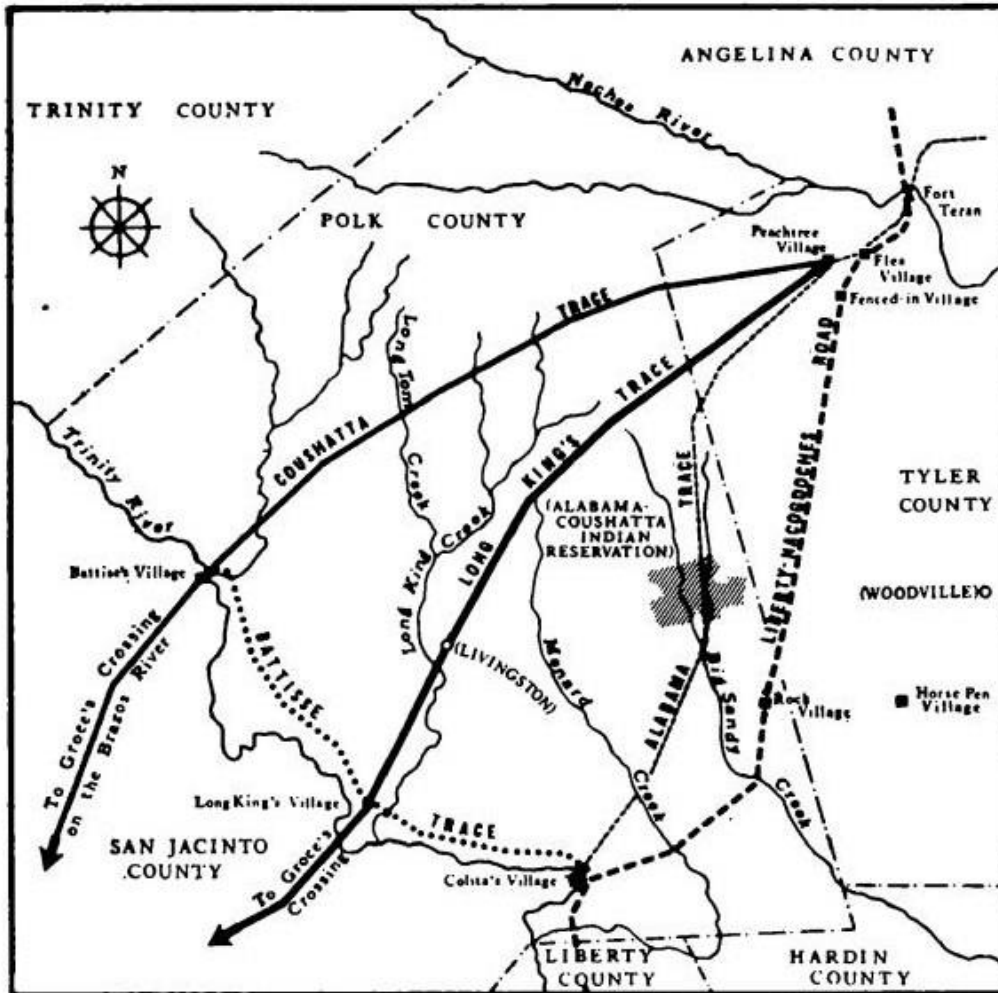 ANGELINA COUNTY
TRINITY COUNTY
Neches River
N
POLK COUNTY
Fort
Teran
Peachtree
Village
Flea
Village
Fenced-in Village
TRACE
TRACE
ROAD
Long Tom
Creek
Trinity
River
COUSHATTA
KING'S
TRACE
LIBERTY-NACOGDOCHES
TYLER
COUNTY
(ALABAMA-
COUSHATTA
INDIAN
RESERVATION)
Long King Creek
LONG
Battise's Village
(WOODVILLE)
To Groce's Crossing
on the Brazos River
BATTISSE
(LIVINGSTON)
Menard
Creek
ALABAMA
Big Sandy
Creek
Rock
Village
Horse Pen
Village
Long King's Village
TRACE
SAN JACINTO
COUNTY
To Groce's
Crossing
Colita's Village
LIBERTY
COUNTY
HARDIN
COUNTY